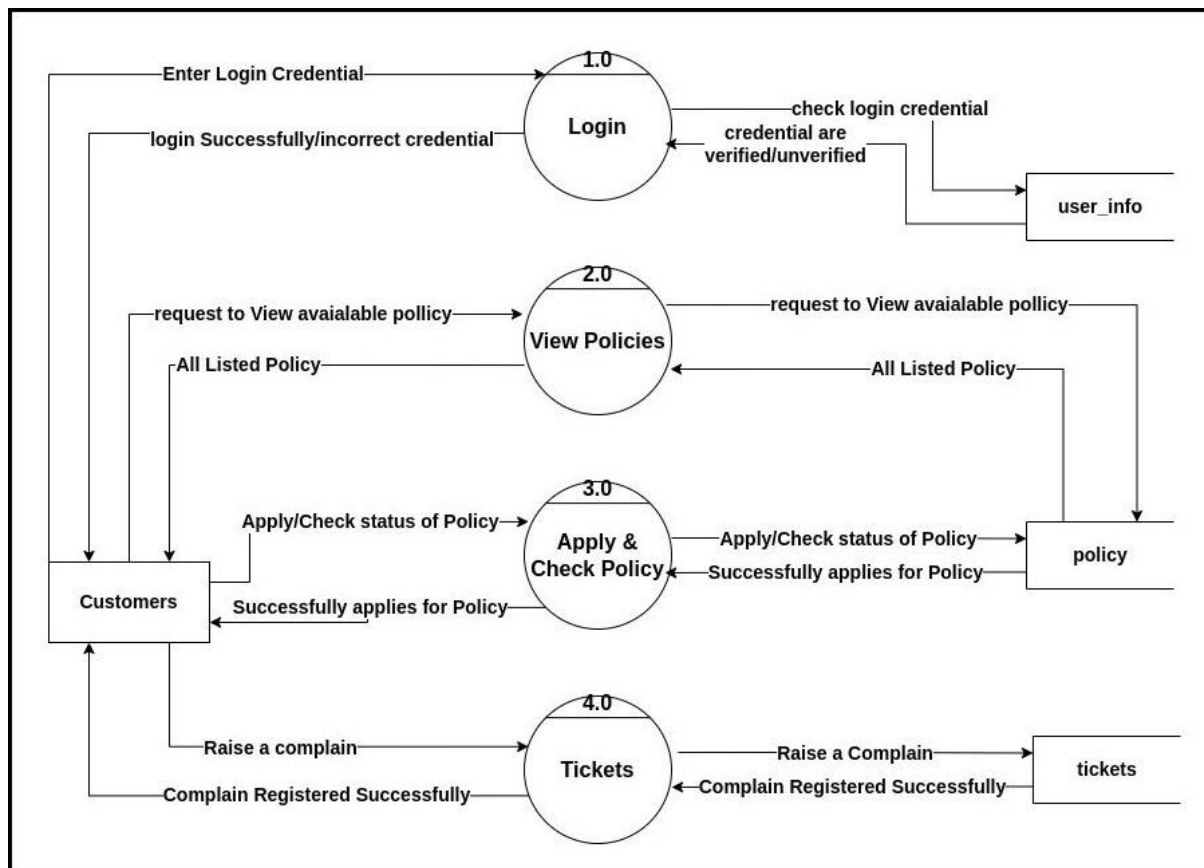 1.0
Enter Login Credential
Login
check login credential
login Successfully/incorrect credential
credential are
verified/unverified
user_info
2.0
request to View avaialable pollicy
request to View avaialable pollicy
View Policies
All Listed Policy
All Listed Policy
3.0
Apply/Check status of Policy
Apply &
Check Policy
Apply/Check status of Policy
Successfully applies for Policy
policy
Customers
Successfully applies for Policy
4.0
Raise a complain
Tickets
Raise a Complain
tickets
Complain Registered Successfully
Complain Registered Successfully